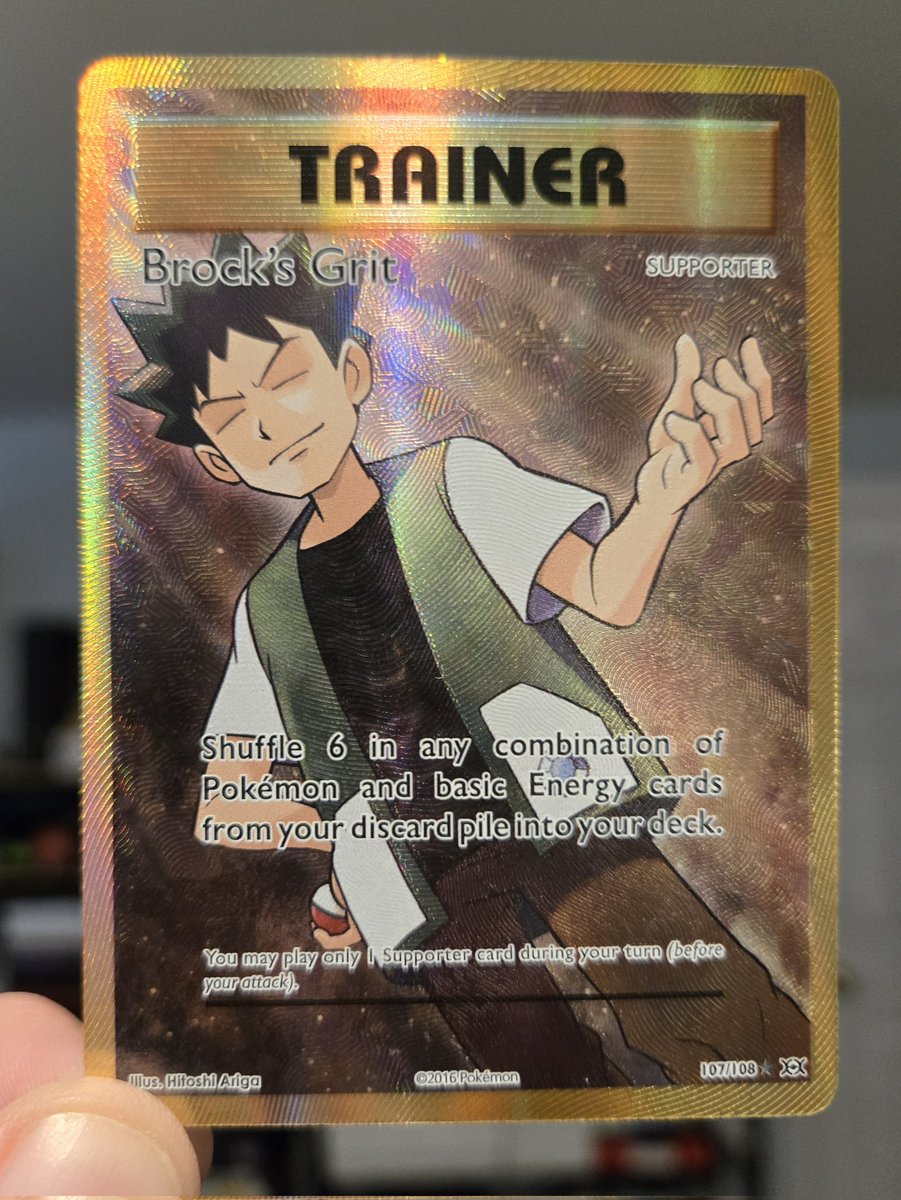 TRAINER
Brock's Grit SUPPORTER
Shuffle 6 in any combination of
Pokémon and basic Energy cards
from your discard pile into your deck.
You may play only 1 Supporter card during your turn (before
your attack).
Illus. Hitoshi Ariga ©2016 Pokémon 107/108